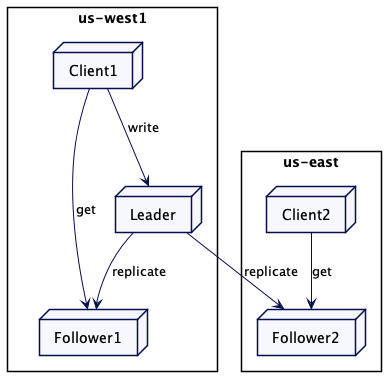 us-west1
Client1
write
us-east
get
Leader
Client2
replicate
replicate
get
Follower1
Follower2